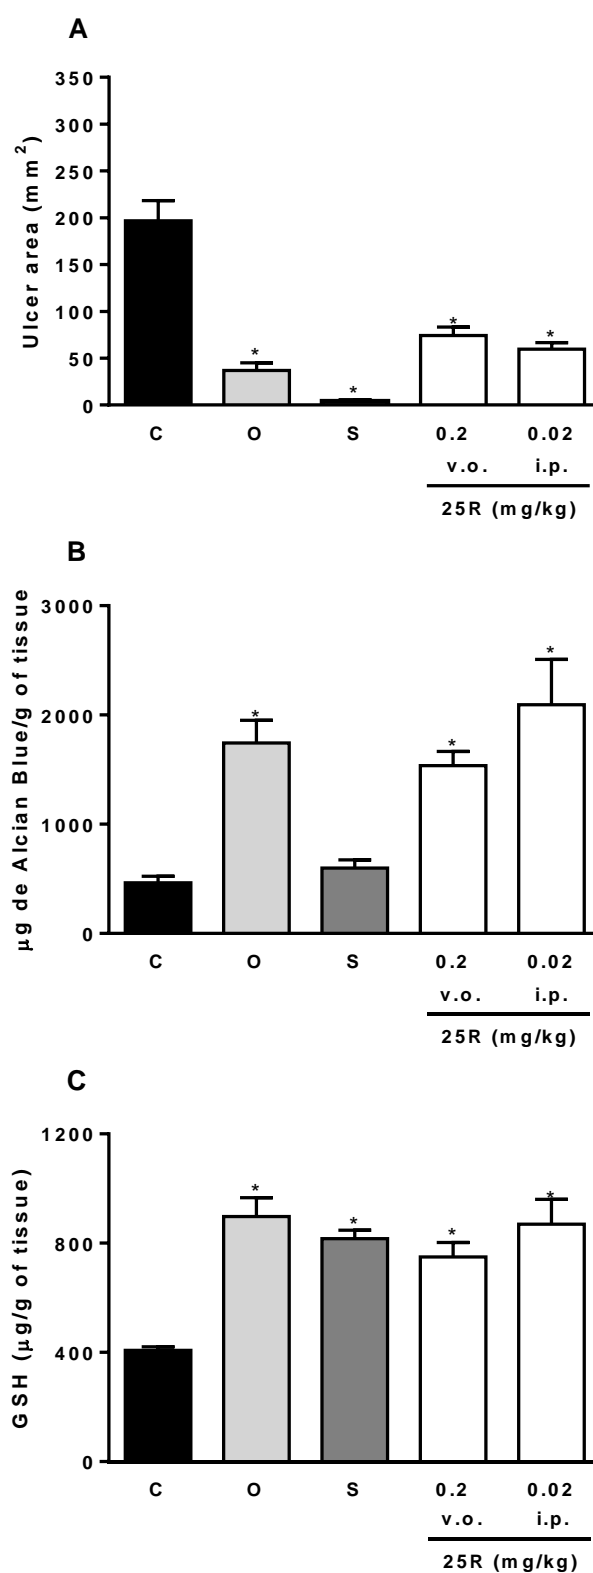 A
350
300
250
200
150
100
50
0
Ulcer area (mm²)
*
*
*
*
C O S 0.2 0.02
v.o. i.p.
25R (mg/kg)
B
3000
2000
1000
0
µg de Alcian Blue/g of tissue
*
*
*
C O S 0.2 0.02
v.o. i.p.
25R (mg/kg)
C
1200
800
400
0
GSH (µg/g of tissue)
*
*
*
*
C O S 0.2 0.02
v.o. i.p.
25R (mg/kg)